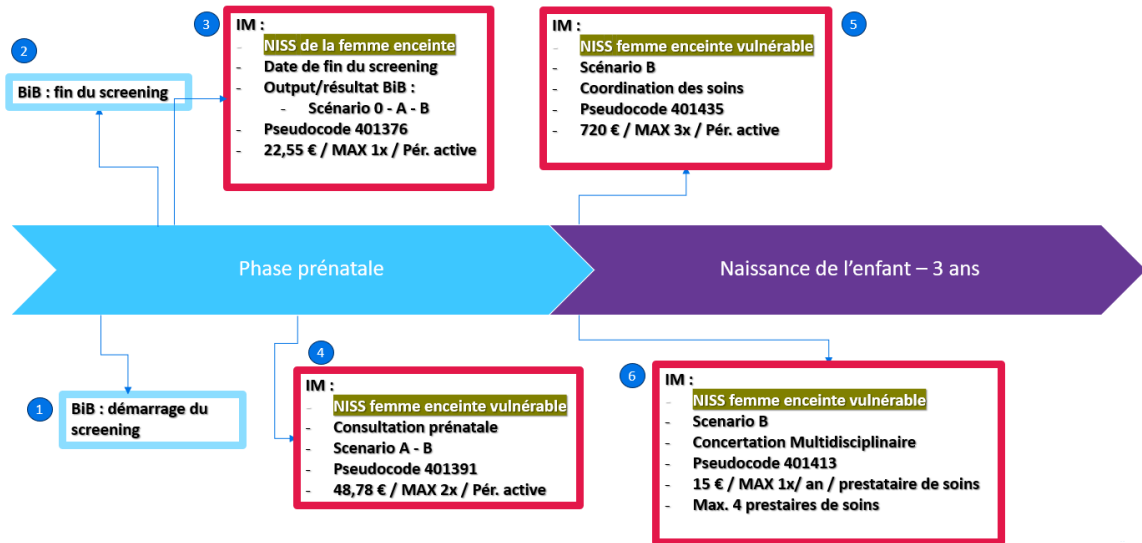 2
BiB : fin du screening
3
IM :
- NISS de la femme enceinte
- Date de fin du screening
- Output/résultat BiB :
- Scénario 0 - A - B
- Pseudocode 401376
- 22,55 € / MAX 1x / Pér. active
5
IM :
- NISS femme enceinte vulnérable
- Scénario B
- Coordination des soins
- Pseudocode 401435
- 720 € / MAX 3x / Pér. active
Phase prénatale
Naissance de l'enfant – 3 ans
1
BiB : démarrage du
screening
4
IM :
- NISS femme enceinte vulnérable
- Consultation prénatale
- Scenario A - B
- Pseudocode 401391
- 48,78 € / MAX 2x / Pér. active
6
IM :
- NISS femme enceinte vulnérable
- Scenario B
- Concertation Multidisciplinaire
- Pseudocode 401413
- 15 € / MAX 1x/ an / prestataire de soins
- Max. 4 prestaires de soins